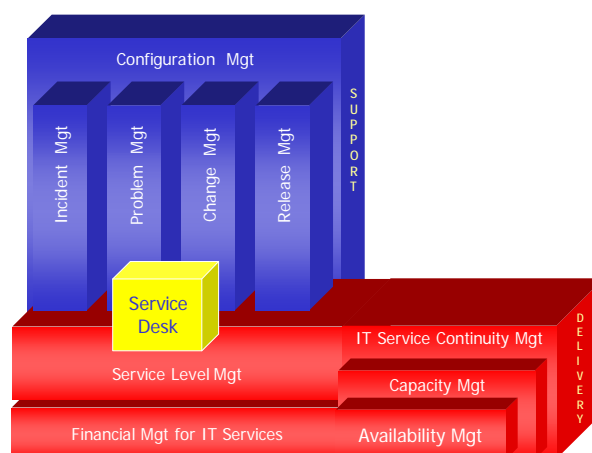 Configuration Mgt
SUPPORT
Incident Mgt
Problem Mgt
Change Mgt
Release Mgt
Service
Desk
DELIVERY
IT Service Continuity Mgt
Service Level Mgt
Capacity Mgt
Financial Mgt for IT Services
Availability Mgt